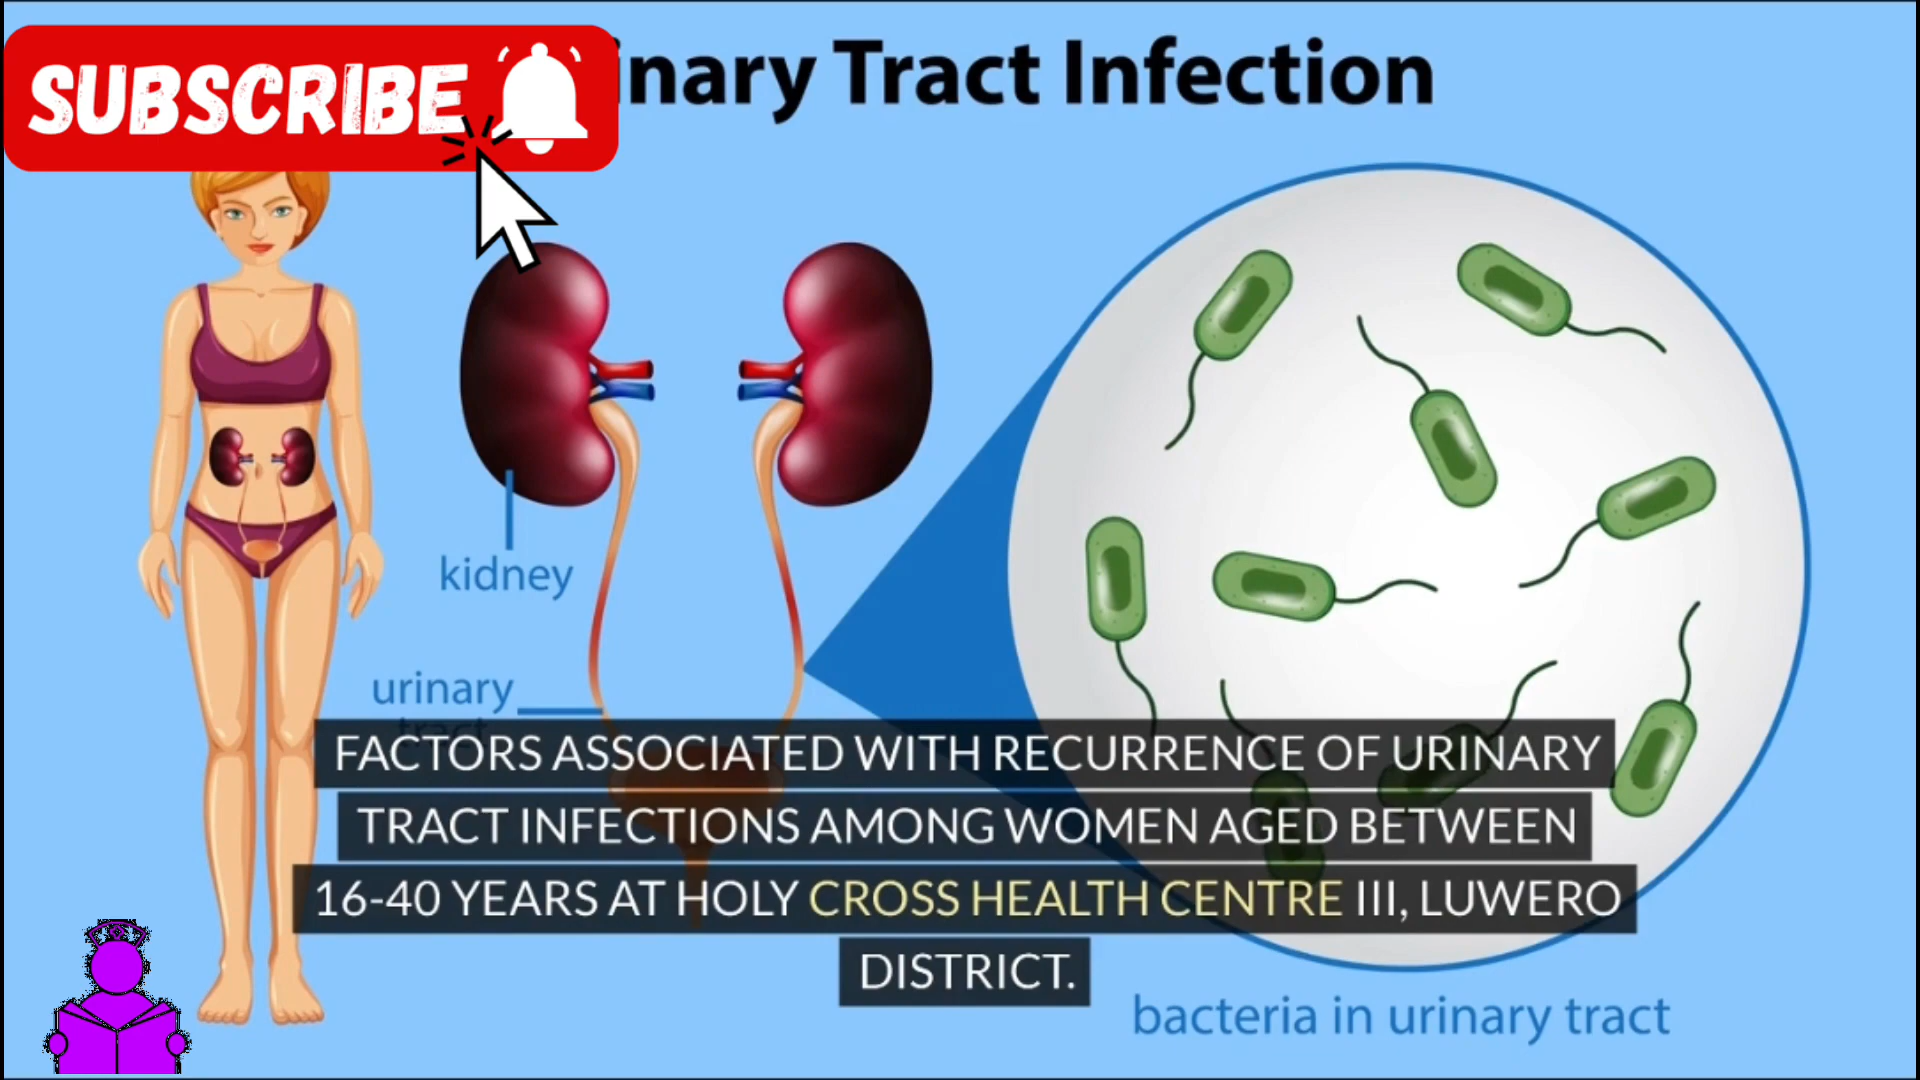 SUBSCRIBE
inary Tract Infection
kidney
urinary
tract
FACTORS ASSOCIATED WITH RECURRENCE OF URINARY
TRACT INFECTIONS AMONG WOMEN AGED BETWEEN
16-40 YEARS AT HOLY CROSS HEALTH CENTRE III, LUWERO
DISTRICT.
bacteria in urinary tract